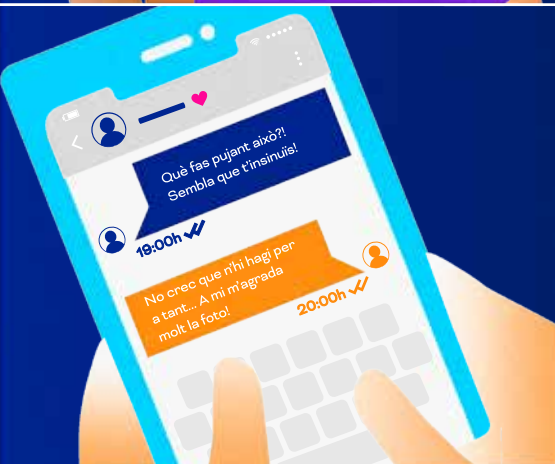 Què fas pujant això?!
Sembla que t'insinuïs!
19:00h
No crec que n'hi hagi per
a tant... A mi m'agrada
molt la foto!
20:00h